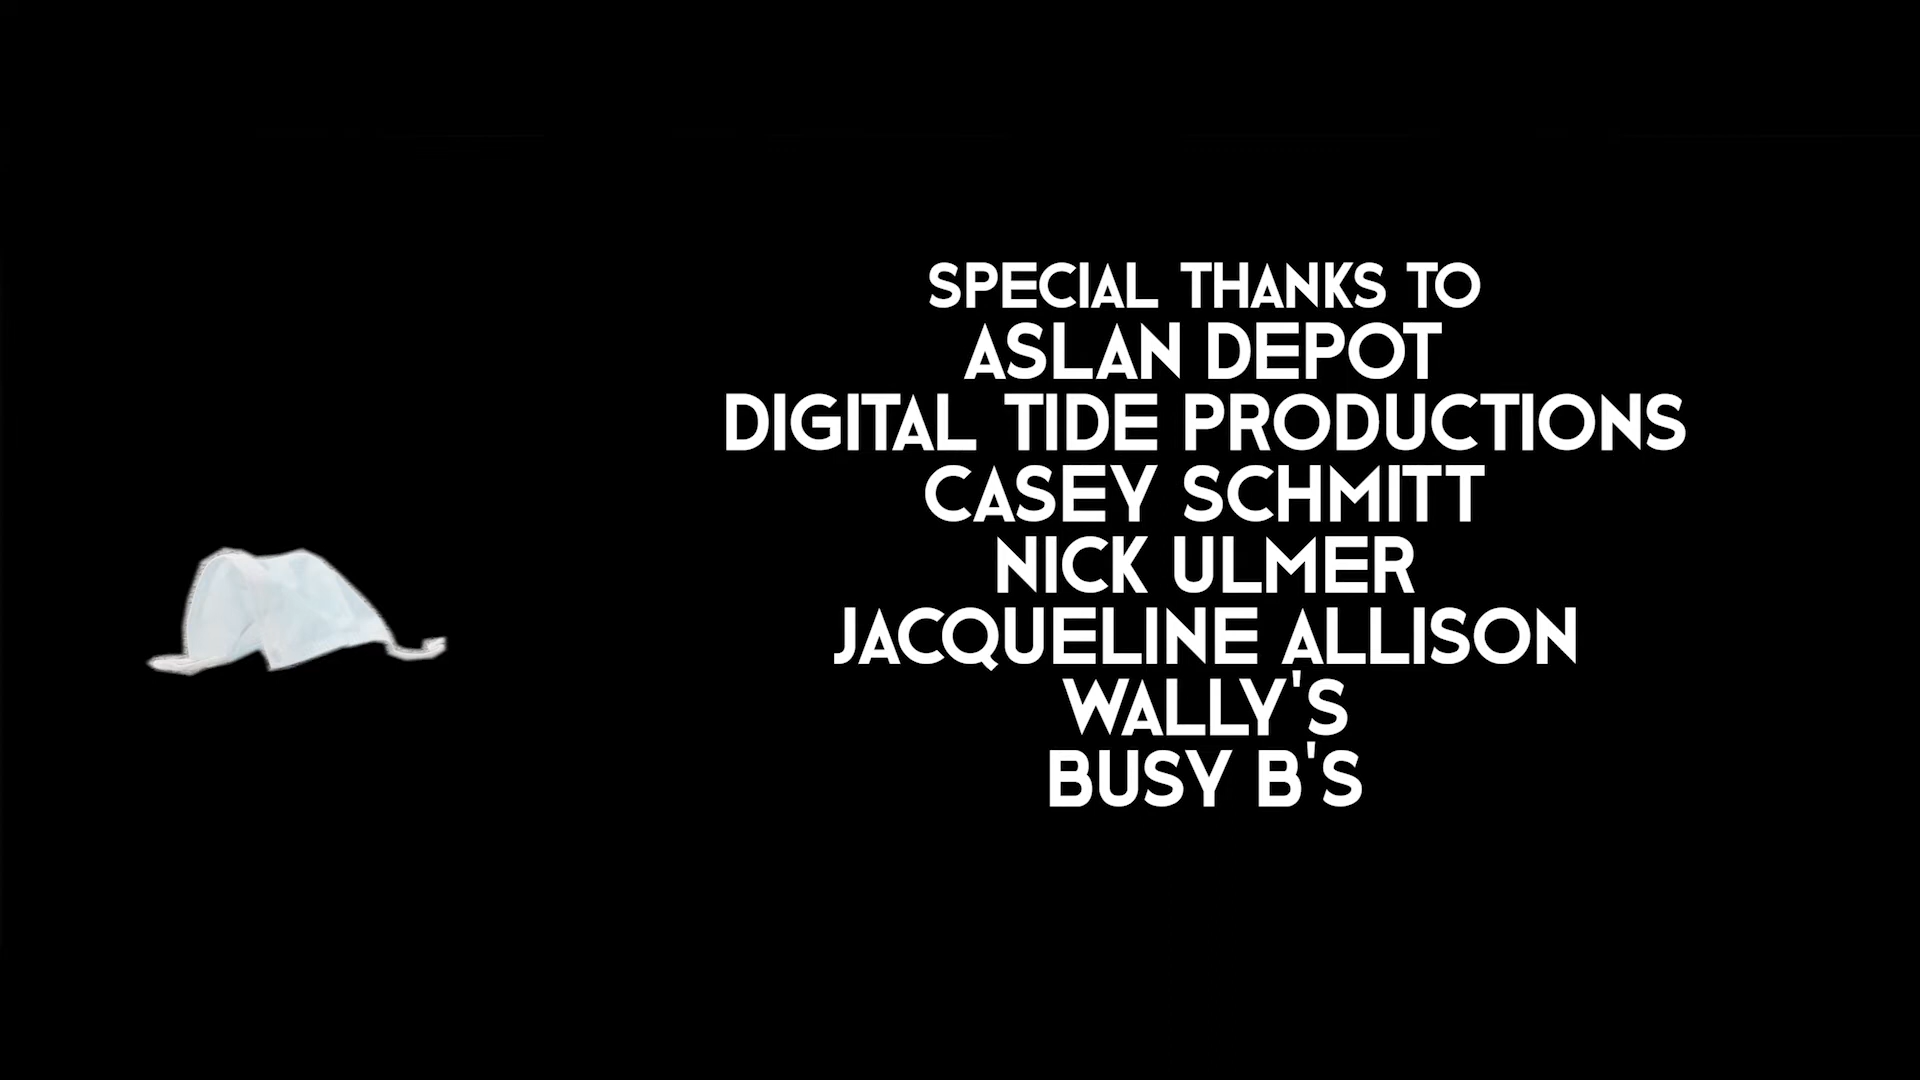 SPECIAL THANKS TO
ASLAN DEPOT
DIGITAL TIDE PRODUCTIONS
CASEY SCHMITT
NICK ULMER
JACQUELINE ALLISON
WALLY'S
BUSY B'S